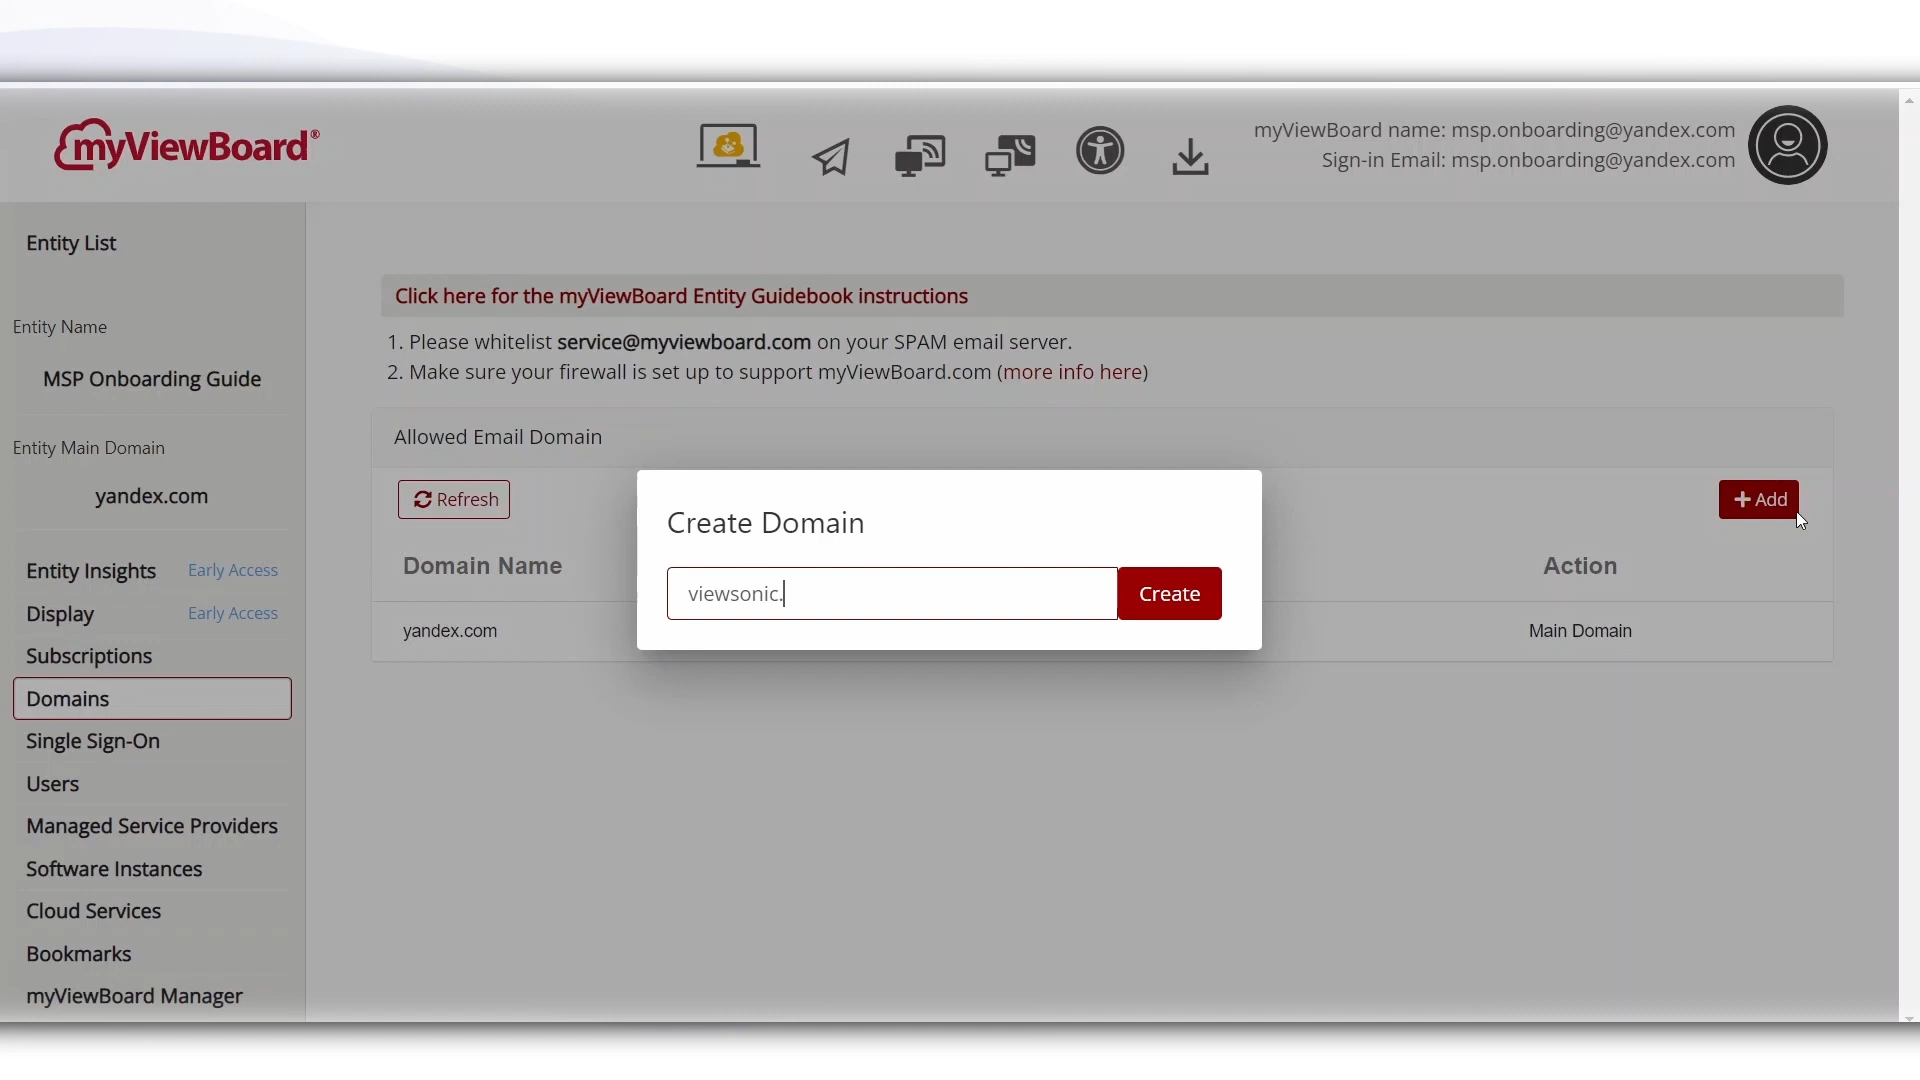 myViewBoard®
myViewBoard name: msp.onboarding@yandex.com
Sign-in Email: msp.onboarding@yandex.com
Entity List
Entity Name
MSP Onboarding Guide
Entity Main Domain
yandex.com
Entity Insights Early Access
Display Early Access
Subscriptions
Domains
Single Sign-On
Users
Managed Service Providers
Software Instances
Cloud Services
Bookmarks
myViewBoard Manager
Click here for the myViewBoard Entity Guidebook instructions
1. Please whitelist service@myviewboard.com on your SPAM email server.
2. Make sure your firewall is set up to support myViewBoard.com (more info here)
Allowed Email Domain
Refresh
Add
Domain Name
Action
yandex.com
Main Domain
Create Domain
viewsonic.
Create